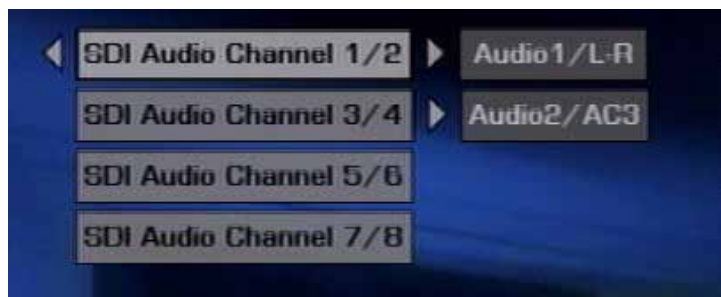 SDI Audio Channel 1/2 Audio1/L-R
SDI Audio Channel 3/4 Audio2/AC3
SDI Audio Channel 5/6
SDI Audio Channel 7/8